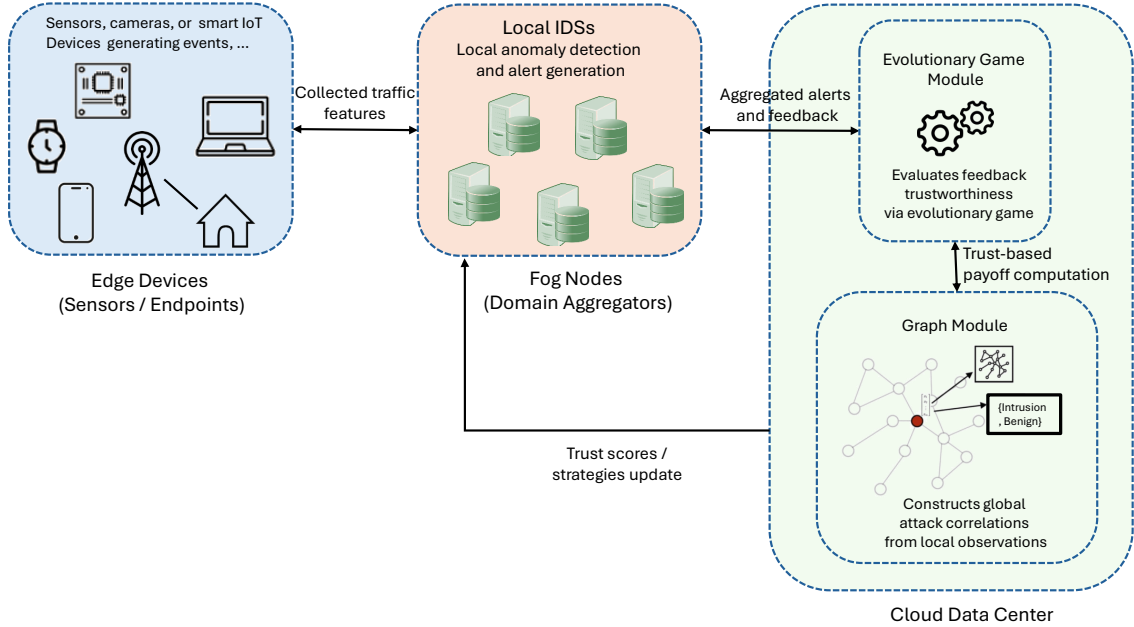 Sensors, cameras, or smart IoT
Devices generating events, ...
Edge Devices
(Sensors / Endpoints)
Collected traffic
features
Local IDSs
Local anomaly detection
and alert generation
Fog Nodes
(Domain Aggregators)
Aggregated alerts
and feedback
Evolutionary Game
Module
Evaluates feedback
trustworthiness
via evolutionary game
Trust-based
payoff computation
Graph Module
{Intrusion
, Benign}
Constructs global
attack correlations
from local observations
Trust scores /
strategies update
Cloud Data Center